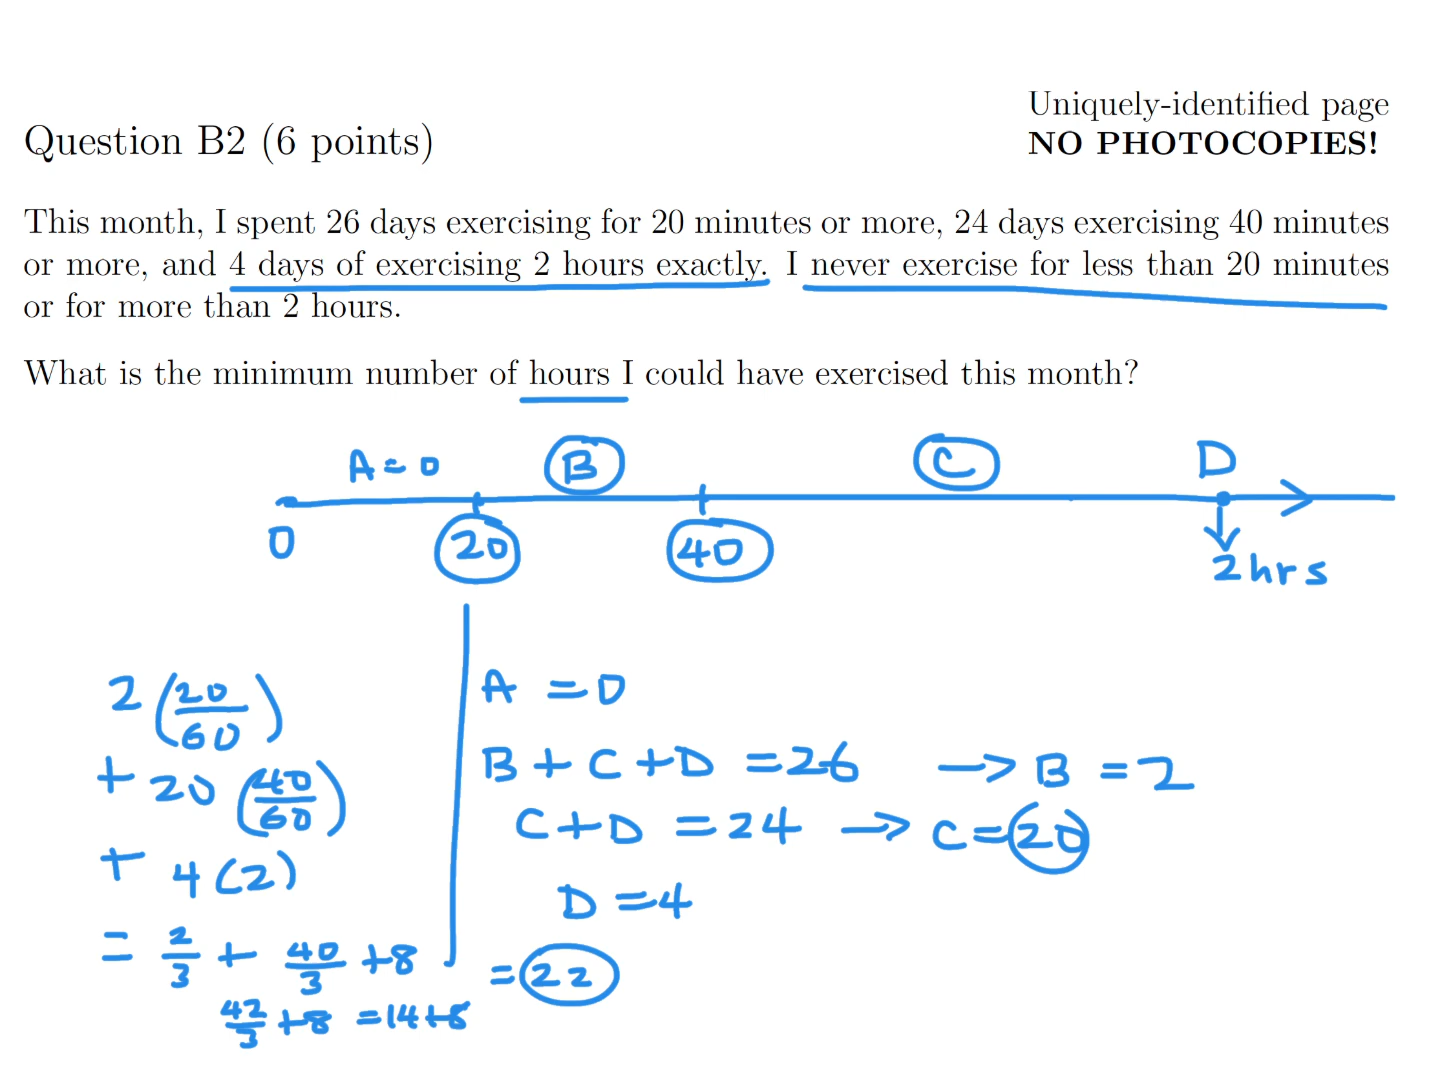 Uniquely-identified page
Question B2 (6 points)
NO PHOTOCOPIES!
This month, I spent 26 days exercising for 20 minutes or more, 24 days exercising 40 minutes
or more, and 4 days of exercising 2 hours exactly. I never exercise for less than 20 minutes
or for more than 2 hours.
What is the minimum number of hours I could have exercised this month?
A = 0 B C D
0 20 40 2 hrs
2 (20/60)
+ 20 (40/60)
+ 4 (2)
= 2/3 + 40/3 + 8
42/3 + 8 = 14 + 8
= 22
A = 0
B + C + D = 26 → B = 2
C + D = 24 → C = 20
D = 4